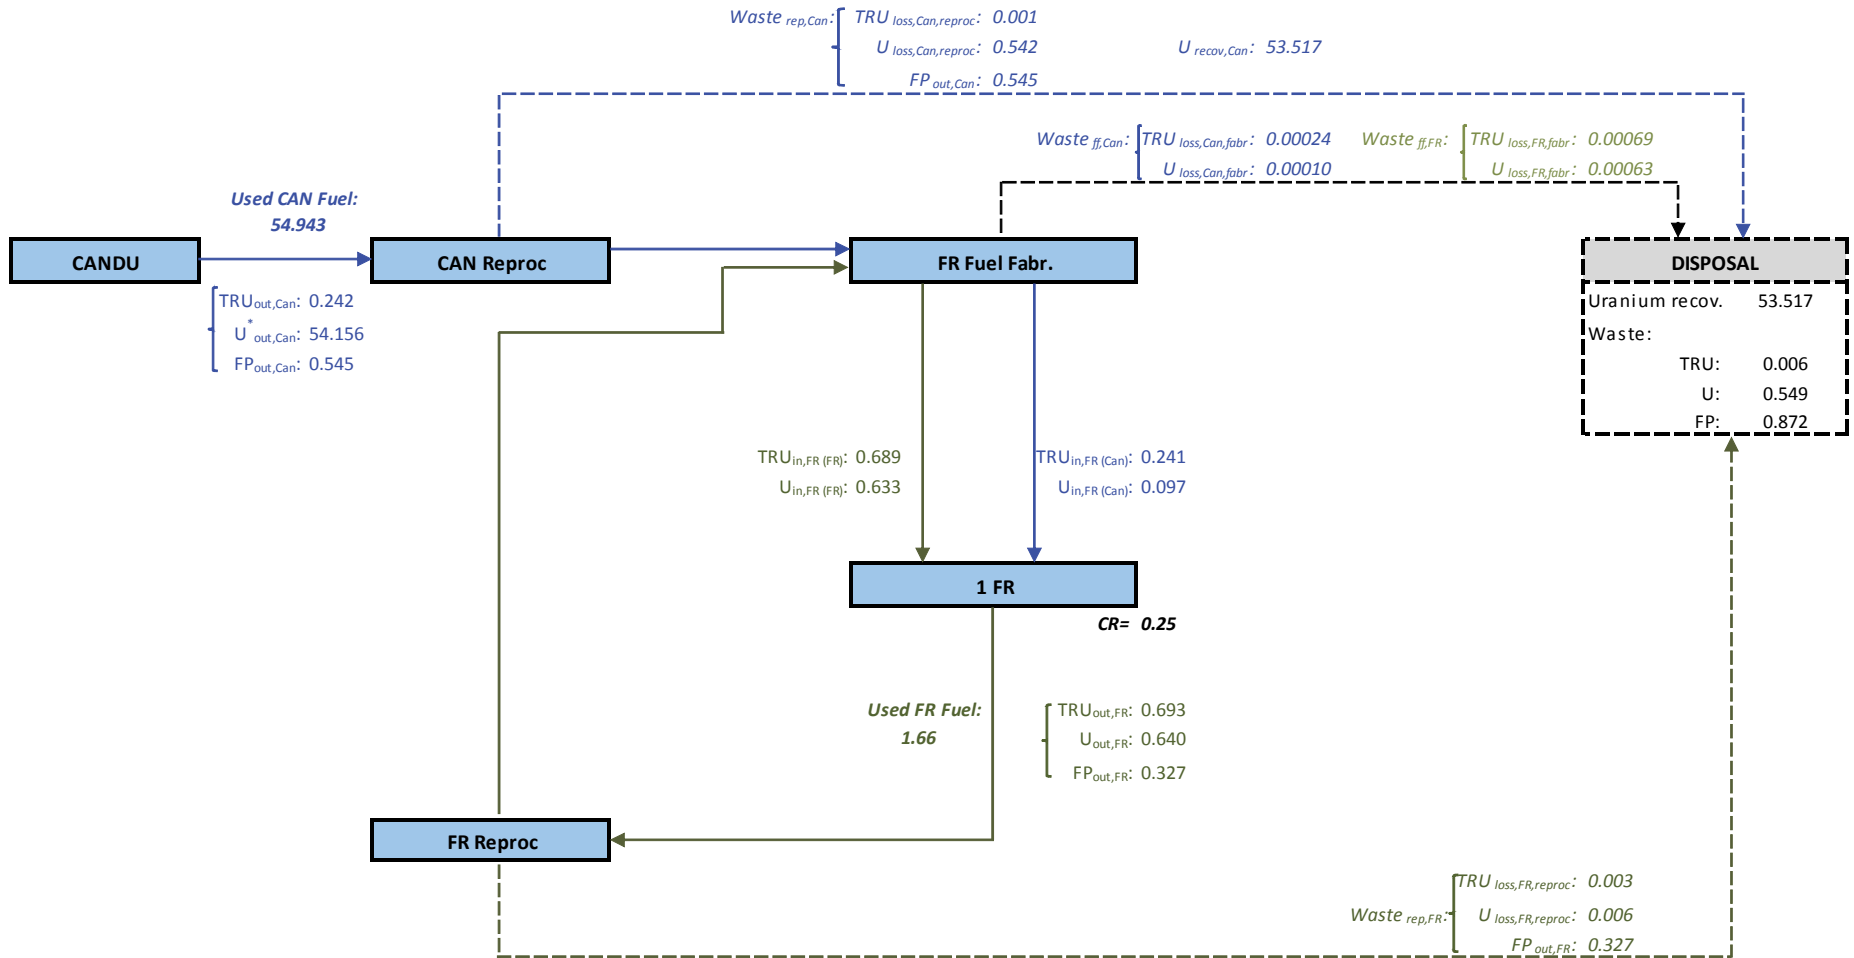 Waste rep,Can: TRU loss,Can,reproc: 0.001
U loss,Can,reproc: 0.542 U recov,Can: 53.517
FP out,Can: 0.545
Waste ff,Can: TRU loss,Can,fabr: 0.00024 Waste ff,FR: TRU loss,FR,fabr: 0.00069
U loss,Can,fabr: 0.00010 U loss,FR,fabr: 0.00063
Used CAN Fuel:
54.943
CANDU CAN Reproc FR Fuel Fabr. DISPOSAL
TRUout,Can: 0.242
U*out,Can: 54.156
FPout,Can: 0.545
Uranium recov. 53.517
Waste:
TRU: 0.006
U: 0.549
FP: 0.872
TRUin,FR (FR): 0.689 TRUin,FR (Can): 0.241
Uin,FR (FR): 0.633 Uin,FR (Can): 0.097
1 FR
CR= 0.25
Used FR Fuel:
1.66
TRUout,FR: 0.693
Uout,FR: 0.640
FPout,FR: 0.327
FR Reproc
Waste rep,FR: TRU loss,FR,reproc: 0.003
U loss,FR,reproc: 0.006
FP out,FR: 0.327